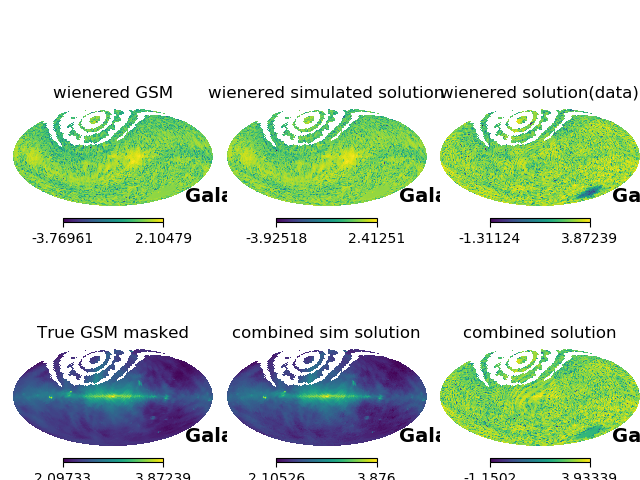 wienered GSM
wienered simulated solution
wienered solution(data)
Gala
Gala
Ga
-3.76961 2.10479
-3.92518 2.41251
-1.31124 3.87239
True GSM masked
combined sim solution
combined solution
Gala
Gala
Ga
2.09733 3.87239
2.10526 3.876
-1.1502 3.93339